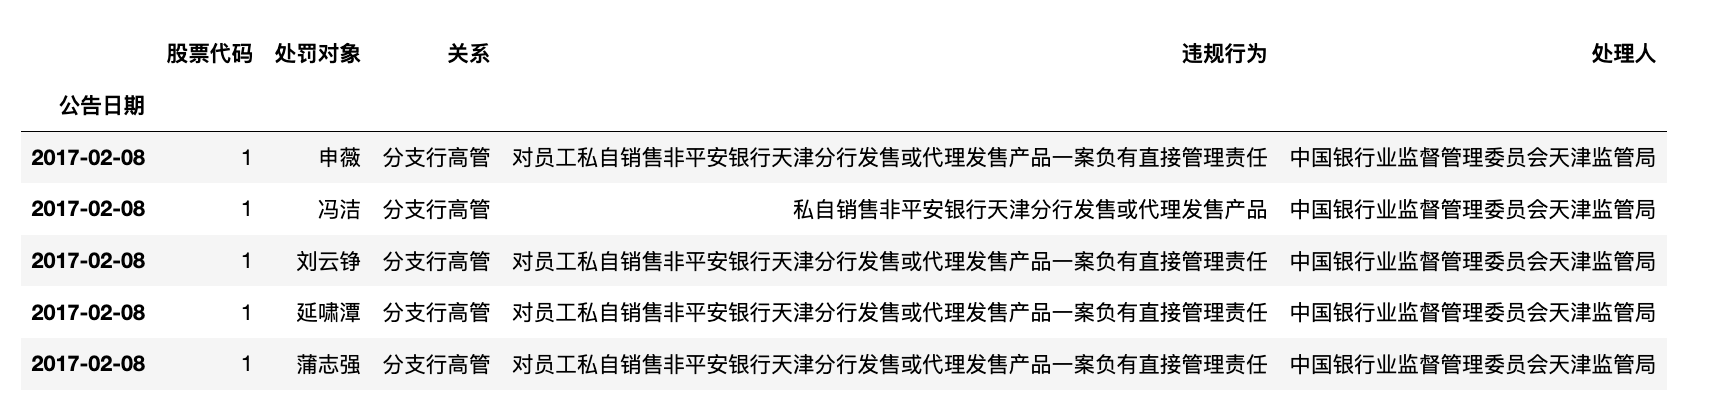 股票代码 处罚对象 关系 违规行为 处理人
公告日期
2017-02-08 1 申薇 分支行高管 对员工私自销售非平安银行天津分行发售或代理发售产品一案负有直接管理责任 中国银行业监督管理委员会天津监管局
2017-02-08 1 冯洁 分支行高管 私自销售非平安银行天津分行发售或代理发售产品 中国银行业监督管理委员会天津监管局
2017-02-08 1 刘云铮 分支行高管 对员工私自销售非平安银行天津分行发售或代理发售产品一案负有直接管理责任 中国银行业监督管理委员会天津监管局
2017-02-08 1 延啸潭 分支行高管 对员工私自销售非平安银行天津分行发售或代理发售产品一案负有直接管理责任 中国银行业监督管理委员会天津监管局
2017-02-08 1 蒲志强 分支行高管 对员工私自销售非平安银行天津分行发售或代理发售产品一案负有直接管理责任 中国银行业监督管理委员会天津监管局